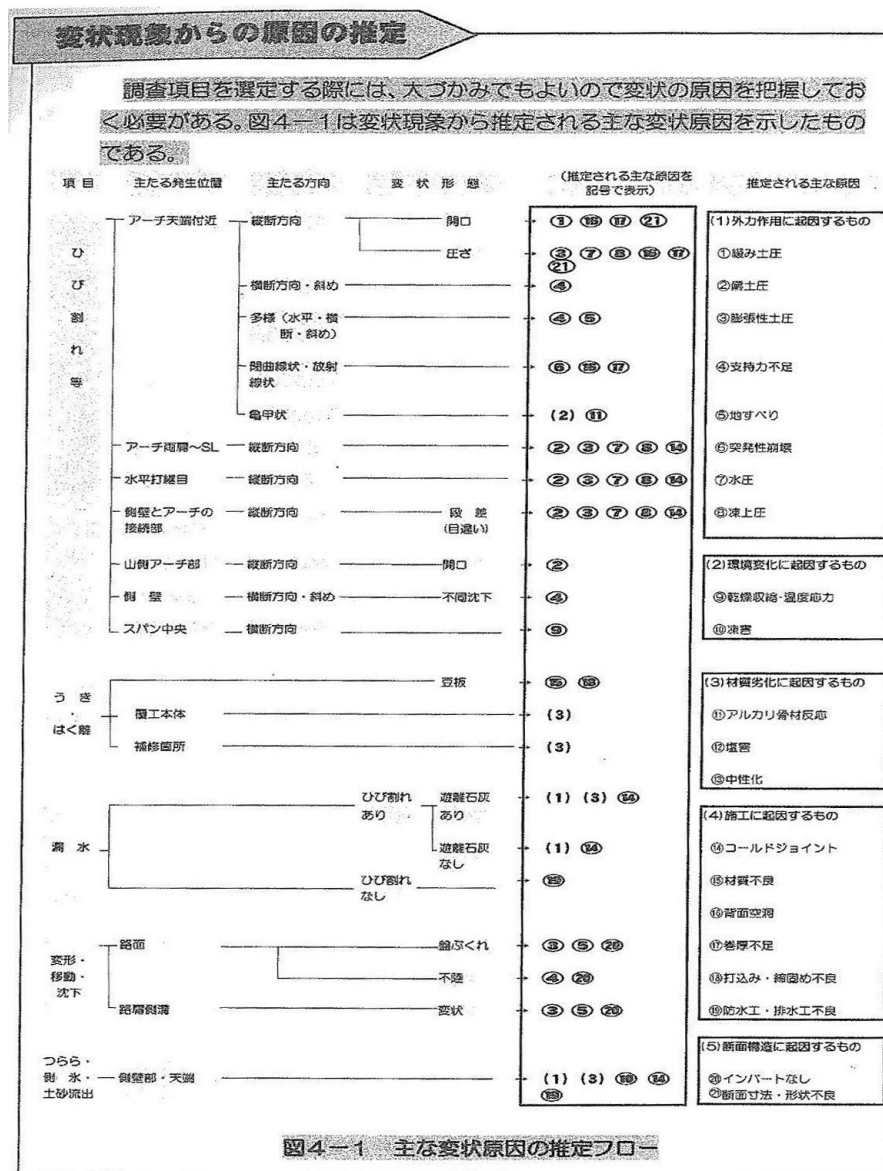 変状現象からの原因の推定
調査項目を選定する際には、大づかみでもよいので変状の原因を把握してお
く必要がある。図4-1は変状現象から推定される主な変状原因を示したもの
である。
項目 主たる発生位置 主たる方向 変状形態 (推定される主な原因を記号で表示) 推定される主な原因
ひび割れ等
アーチ天端付近 縦断方向 開口 ① ⑯ ⑰ ㉑
圧ざ ③ ⑦ ⑧ ⑯ ⑰
㉑
横断方向・斜め ④
多様(水平・横 ④ ⑤
断・斜め)
閉曲線状・放射 ⑥ ⑯ ⑰
線状
亀甲状 (2) ⑪
アーチ両肩~SL 縦断方向 ② ③ ⑦ ⑧ ⑭
水平打継目 縦断方向 ② ③ ⑦ ⑧ ⑭
側壁とアーチの 縦断方向 段差 ② ③ ⑦ ⑧ ⑭
接続部 (目違い)
山側アーチ部 縦断方向 開口 ②
側壁 横断方向・斜め 不同沈下 ④
スパン中央 横断方向 ⑨
うき
・
はく離
豆板
覆工本体 (3)
補修箇所 (3)
漏水
ひび割れ 遊離石灰 (1) (3) ⑭
あり あり
遊離石灰 (1) ⑭
なし
ひび割れ ⑲
なし
変形・
移動・
沈下
路面 盤ぶくれ ③ ⑤ ⑳
不陸 ④ ⑳
路肩側溝 変状 ③ ⑤ ⑳
つらら・
側氷・ 側壁部・天端 (1) (3) ⑩ ⑭
土砂流出 ⑲
(1)外力作用に起因するもの
①緩み土圧
②偏土圧
③膨張性土圧
④支持力不足
⑤地すべり
⑥突発性崩壊
⑦水圧
⑧凍上圧
(2)環境変化に起因するもの
⑨乾燥収縮・温度応力
⑩凍害
(3)材質劣化に起因するもの
⑪アルカリ骨材反応
⑫塩害
⑬中性化
(4)施工に起因するもの
⑭コールドジョイント
⑮材質不良
⑯背面空洞
⑰巻厚不足
⑱打込み・締固め不良
⑲防水工・排水工不良
(5)断面構造に起因するもの
⑳インバートなし
㉑断面寸法・形状不良
図4-1 主な変状原因の推定フロー